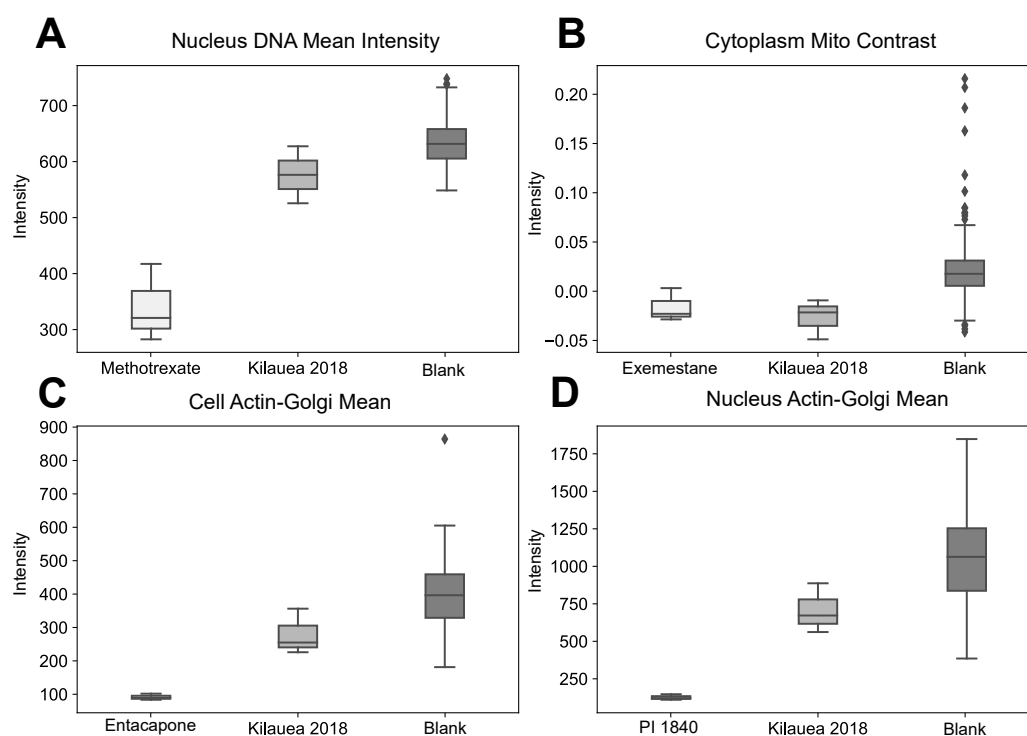 A
Nucleus DNA Mean Intensity
Intensity
700
600
500
400
300
Methotrexate Kilauea 2018 Blank
B
Cytoplasm Mito Contrast
Intensity
0.20
0.15
0.10
0.05
0.00
−0.05
Exemestane Kilauea 2018 Blank
C
Cell Actin-Golgi Mean
Intensity
900
800
700
600
500
400
300
200
100
Entacapone Kilauea 2018 Blank
D
Nucleus Actin-Golgi Mean
Intensity
1750
1500
1250
1000
750
500
250
PI 1840 Kilauea 2018 Blank